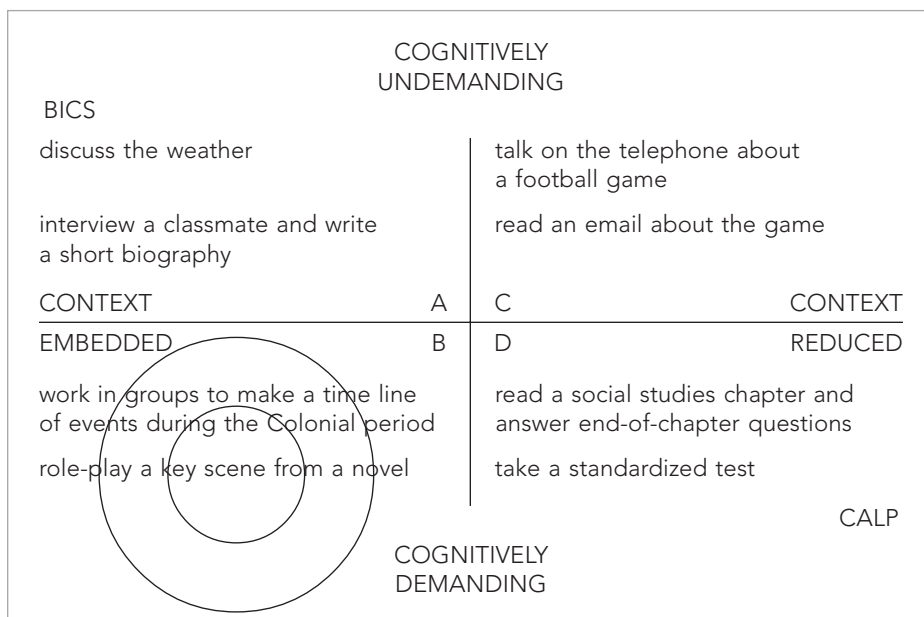 COGNITIVELY
UNDEMANDING
BICS
discuss the weather
talk on the telephone about
a football game
interview a classmate and write
a short biography
read an email about the game
CONTEXT A C CONTEXT
EMBEDDED B D REDUCED
work in groups to make a time line
of events during the Colonial period
read a social studies chapter and
answer end-of-chapter questions
role-play a key scene from a novel
take a standardized test
CALP
COGNITIVELY
DEMANDING